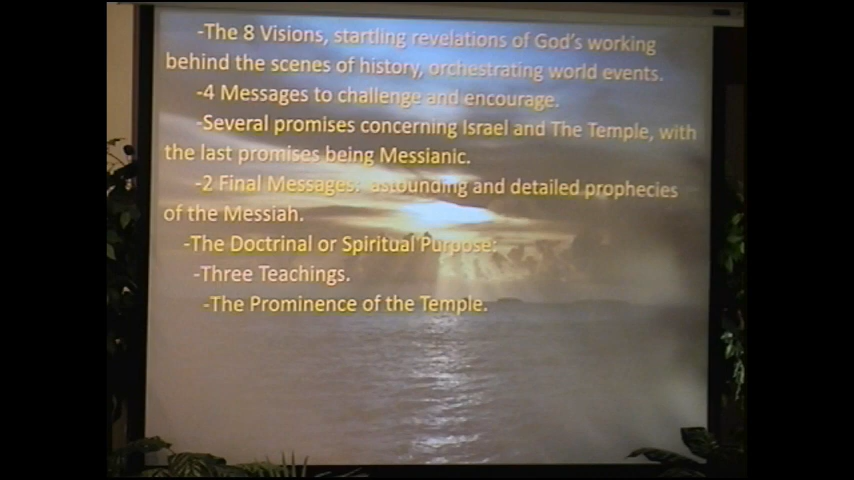 -The 8 Visions, startling revelations of God's working
behind the scenes of history, orchestrating world events.
-4 Messages to challenge and encourage.
-Several promises concerning Israel and The Temple, with
the last promises being Messianic.
-2 Final Messages: astounding and detailed prophecies
of the Messiah.
-The Doctrinal or Spiritual Purpose:
-Three Teachings.
-The Prominence of the Temple.